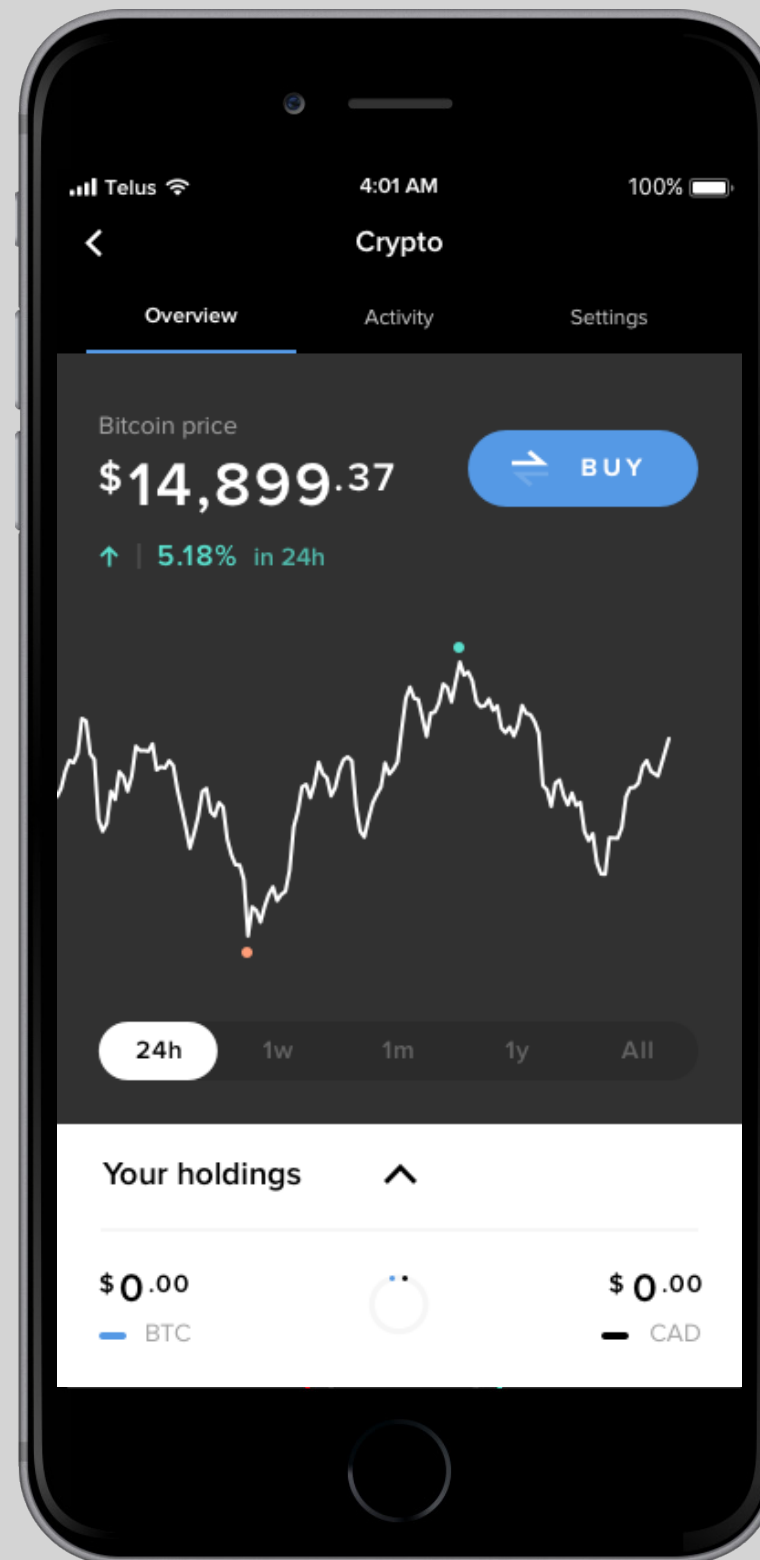 Telus 4:01 AM 100%
Crypto
Overview Activity Settings
Bitcoin price
$14,899.37
BUY
5.18% in 24h
24h 1w 1m 1y All
Your holdings
$0.00 $0.00
BTC CAD